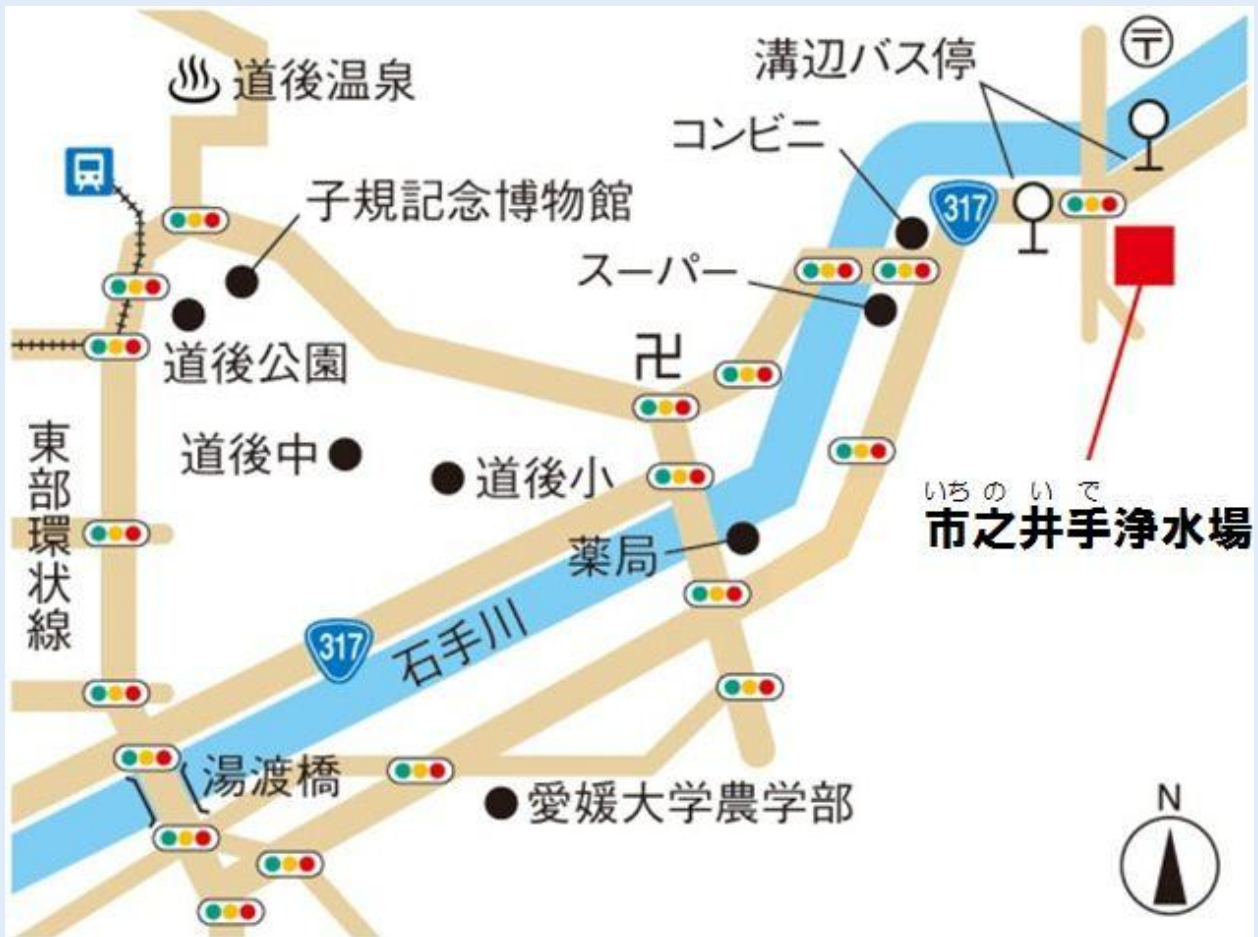 道後温泉
溝辺バス停
コンビニ
317
子規記念博物館
スーパー
道後公園
卍
東部環状線
道後中
道後小
いちのいで
市之井手浄水場
薬局
317
石手川
湯渡橋
愛媛大学農学部
N